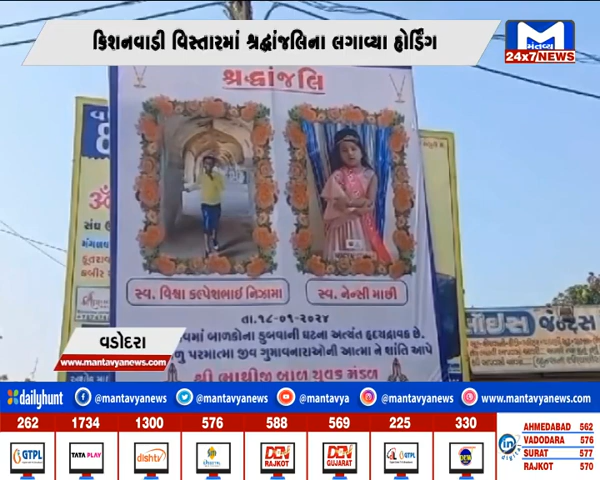 કિશનવાડી વિસ્તારમાં શ્રદ્ધાંજલિના લગાવ્યા હોર્ડિંગ
મંતવ્ય
24x7NEWS
શ્રદ્ધાંજલિ
સ્વ. વિશ્વા કલ્પેશભાઈ નિઝામા
સ્વ. નેન્સી માછી
તા.૧૮-૦૧-૨૦૨૪
માં બાળકોના ડુબવાની ઘટના અત્યંત હૃદયદ્રાવક છે.
પરમાત્મા જીવ ગુમાવનારાઓની આત્મા ને શાંતિ આપે
શ્રી ભાથીજી બાળ યુવક મંડળ
ૐ
સંઘ
વડોદરા
www.mantavyanews.com
dailyhunt
@mantavyanews
@mantavyanews
@mantavya
@mantavyanews
@mantavyanews
www.mantavyanews.com
262 1734 1300 576 588 569 225 330
GTPL
TATA PLAY
dishtv
DEN RAJKOT
DEN GUJARAT
GTPL
DEN
in digital
AHMEDABAD 562
VADODARA 576
SURAT 577
RAJKOT 570